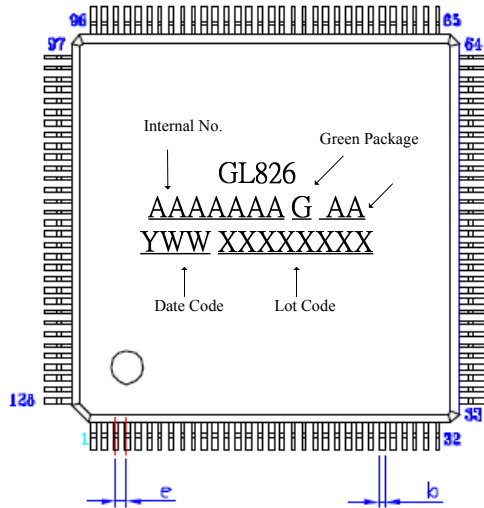 96 65
97 64
Internal No.
Green Package
GL826
AAAAAAA G AA
YWW XXXXXXXX
Date Code Lot Code
128 33
1 32
e b